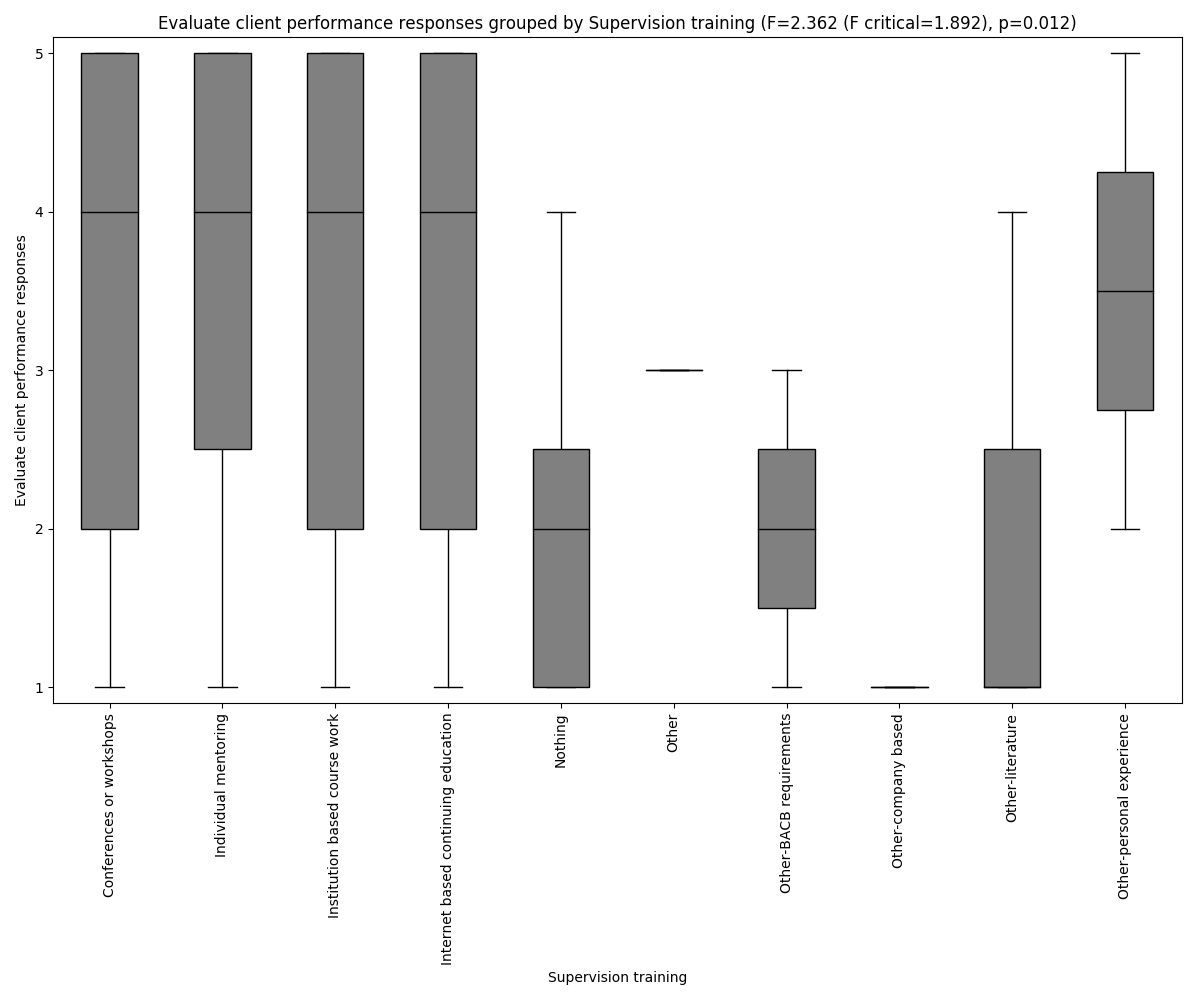 Evaluate client performance responses grouped by Supervision training (F=2.362 (F critical=1.892), p=0.012)
Evaluate client performance responses
5
4
3
2
1
Conferences or workshops
Individual mentoring
Institution based course work
Internet based continuing education
Nothing
Other
Other-BACB requirements
Other-company based
Other-literature
Other-personal experience
Supervision training